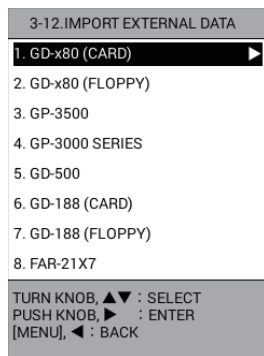 3-12.IMPORT EXTERNAL DATA
1. GD-x80 (CARD) ▶
2. GD-x80 (FLOPPY)
3. GP-3500
4. GP-3000 SERIES
5. GD-500
6. GD-188 (CARD)
7. GD-188 (FLOPPY)
8. FAR-21X7
TURN KNOB, ▲▼ : SELECT
PUSH KNOB, ▶ : ENTER
[MENU], ◀ : BACK